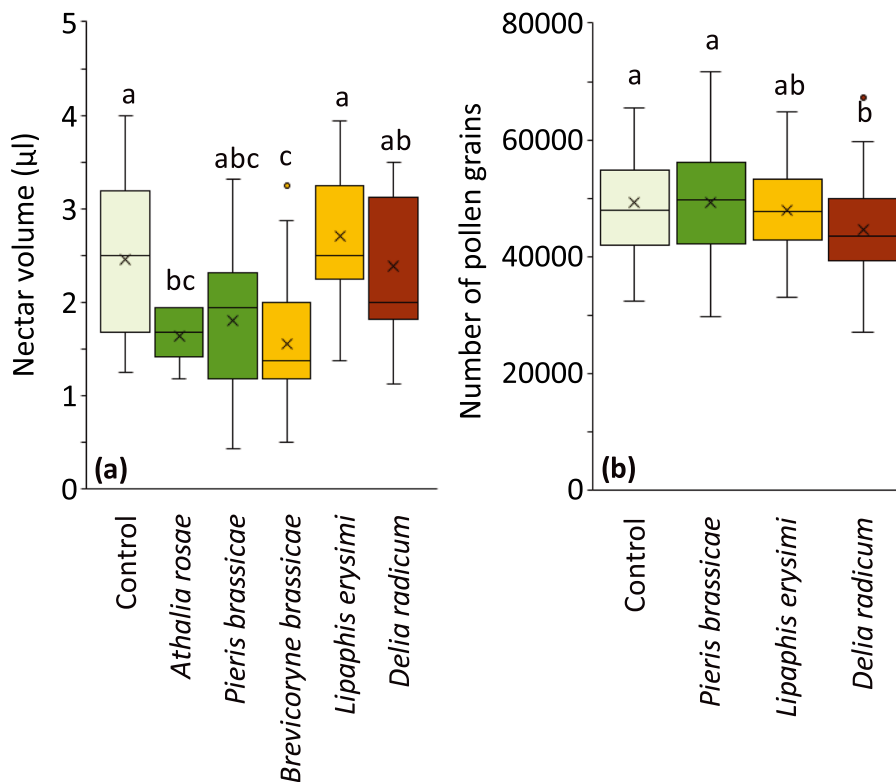 Nectar volume (µl)
5
4
3
2
1
0
a
bc
abc
c
a
ab
(a)
Control
Athalia rosae
Pieris brassicae
Brevicoryne brassicae
Lipaphis erysimi
Delia radicum
Number of pollen grains
80000
60000
40000
20000
0
a
a
ab
b
(b)
Control
Pieris brassicae
Lipaphis erysimi
Delia radicum